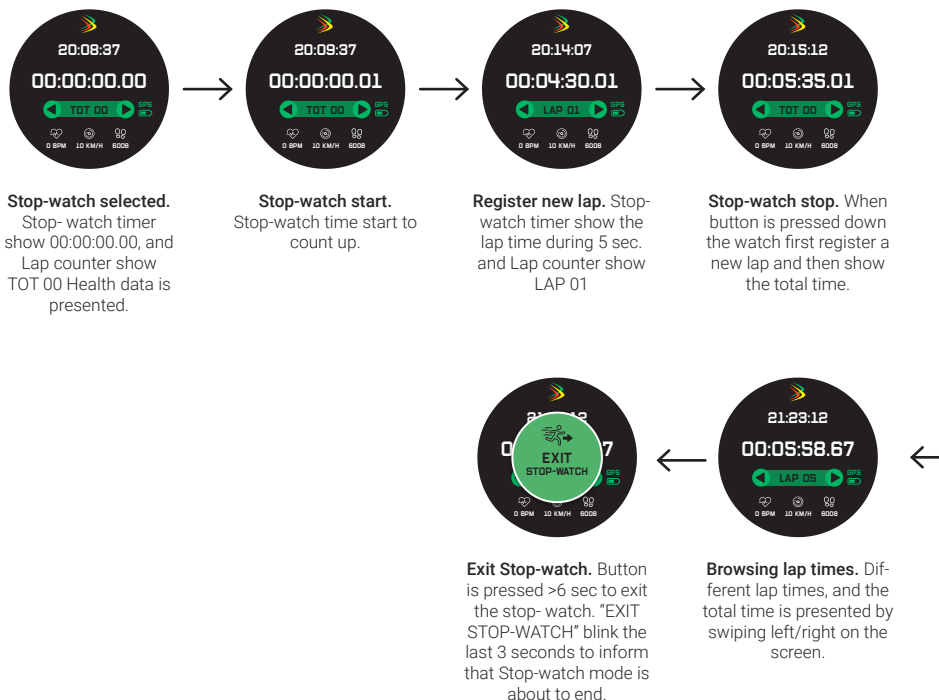 20:08:37
00:00:00.00
TOT 00
GPS
0 BPM 10 KM/H 6008
Stop-watch selected.
Stop- watch timer
show 00:00:00.00, and
Lap counter show
TOT 00 Health data is
presented.
20:09:37
00:00:00.01
TOT 00
GPS
0 BPM 10 KM/H 6008
Stop-watch start.
Stop-watch time start to
count up.
20:14:07
00:04:30.01
LAP 01
GPS
0 BPM 10 KM/H 6008
Register new lap. Stop-
watch timer show the
lap time during 5 sec.
and Lap counter show
LAP 01
20:15:12
00:05:35.01
TOT 00
GPS
0 BPM 10 KM/H 6008
Stop-watch stop. When
button is pressed down
the watch first register a
new lap and then show
the total time.
EXIT
STOP-WATCH
GPS
0 BPM 10 KM/H 6008
Exit Stop-watch. Button
is pressed >6 sec to exit
the stop- watch. “EXIT
STOP-WATCH” blink the
last 3 seconds to inform
that Stop-watch mode is
about to end.
21:23:12
00:05:58.67
LAP 05
GPS
0 BPM 10 KM/H 6008
Browsing lap times. Dif-
ferent lap times, and the
total time is presented by
swiping left/right on the
screen.